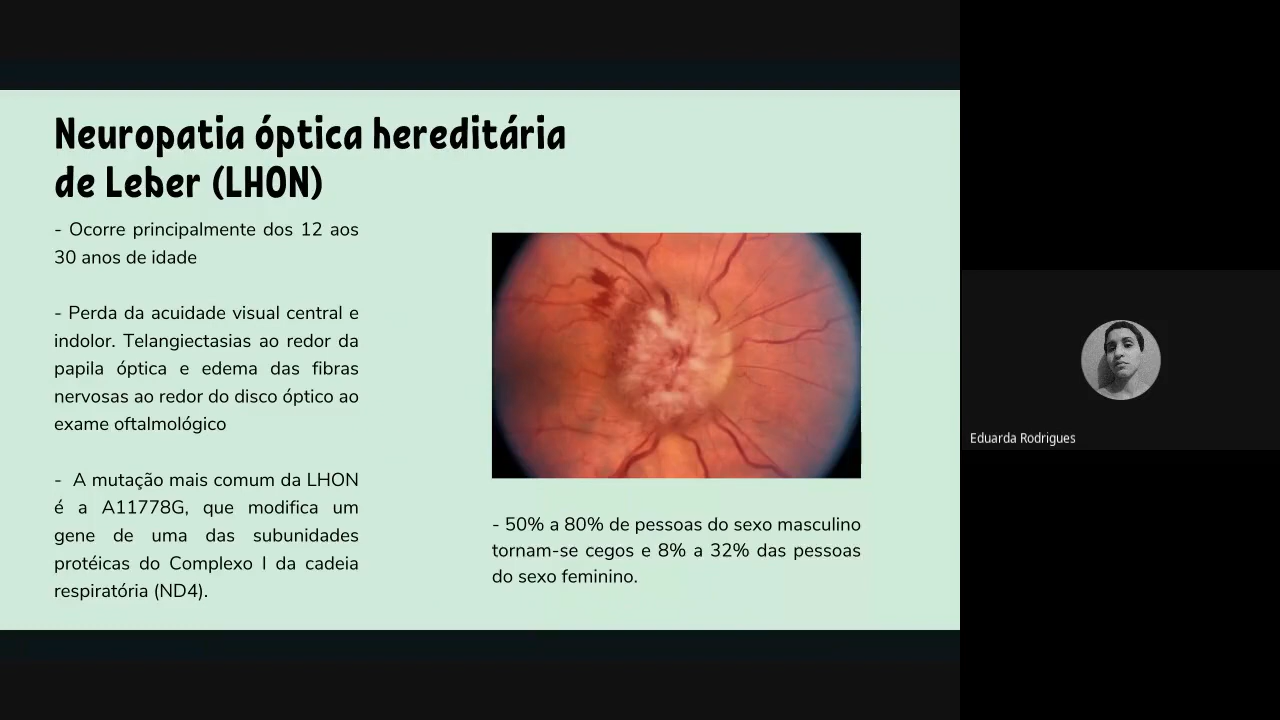 Neuropatia óptica hereditária
de Leber (LHON)
- Ocorre principalmente dos 12 aos
30 anos de idade
- Perda da acuidade visual central e
indolor. Telangiectasias ao redor da
papila óptica e edema das fibras
nervosas ao redor do disco óptico ao
exame oftalmológico
- A mutação mais comum da LHON
é a A11778G, que modifica um
gene de uma das subunidades
protéicas do Complexo I da cadeia
respiratória (ND4).
- 50% a 80% de pessoas do sexo masculino
tornam-se cegos e 8% a 32% das pessoas
do sexo feminino.
Eduarda Rodrigues